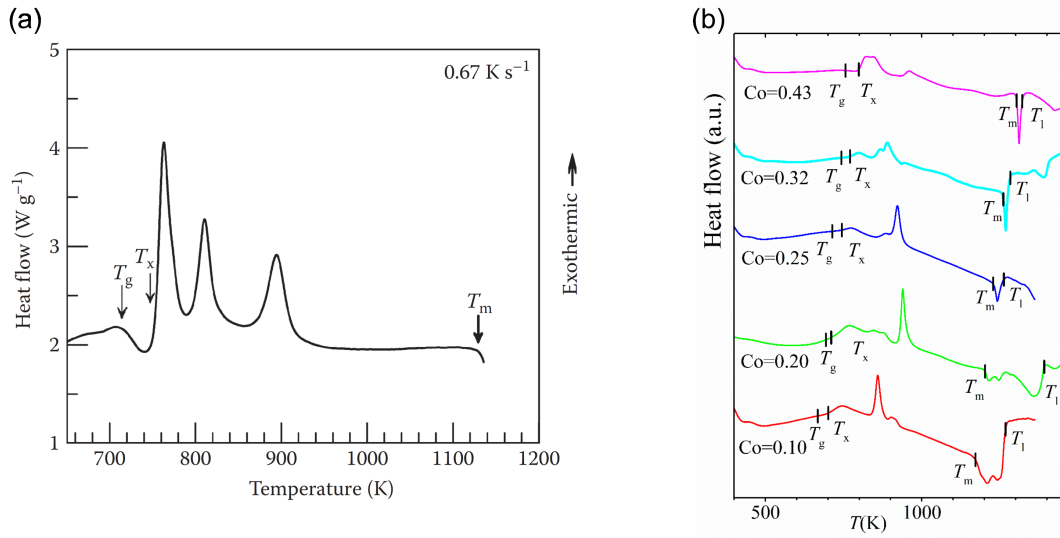 (a)
5
4
3
2
1
Heat flow (W g⁻¹)
0.67 K s⁻¹
Tg
Tx
Tm
Exothermic
700 800 900 1000 1100 1200
Temperature (K)
(b)
Heat flow (a.u.)
Co=0.43
Tg
Tx
Tm
Tl
Co=0.32
Tg
Tx
Tm
Tl
Co=0.25
Tg
Tx
Tm
Tl
Co=0.20
Tg
Tx
Tm
Tl
Co=0.10
Tg
Tx
Tm
Tl
500 1000
T(K)